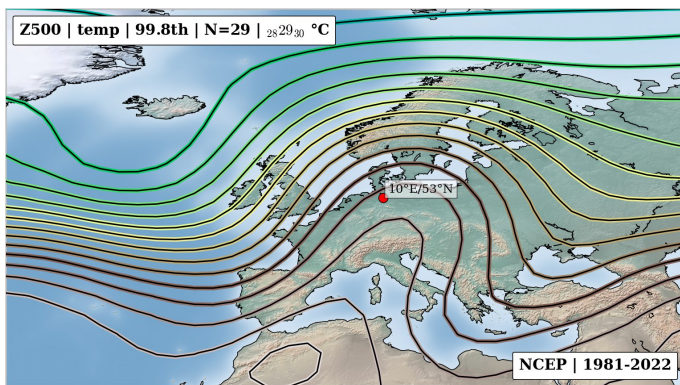 Z500 | temp | 99.8th | N=29 | 28 29 30 °C
10°E/53°N
NCEP | 1981-2022